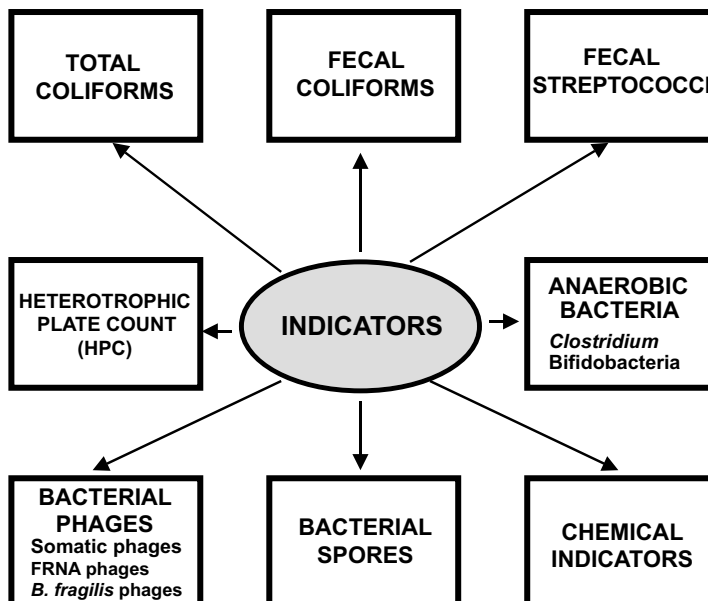 TOTAL
COLIFORMS
FECAL
COLIFORMS
FECAL
STREPTOCOCCI
HETEROTROPHIC
PLATE COUNT
(HPC)
INDICATORS
ANAEROBIC
BACTERIA
Clostridium
Bifidobacteria
BACTERIAL
PHAGES
Somatic phages
FRNA phages
B. fragilis phages
BACTERIAL
SPORES
CHEMICAL
INDICATORS